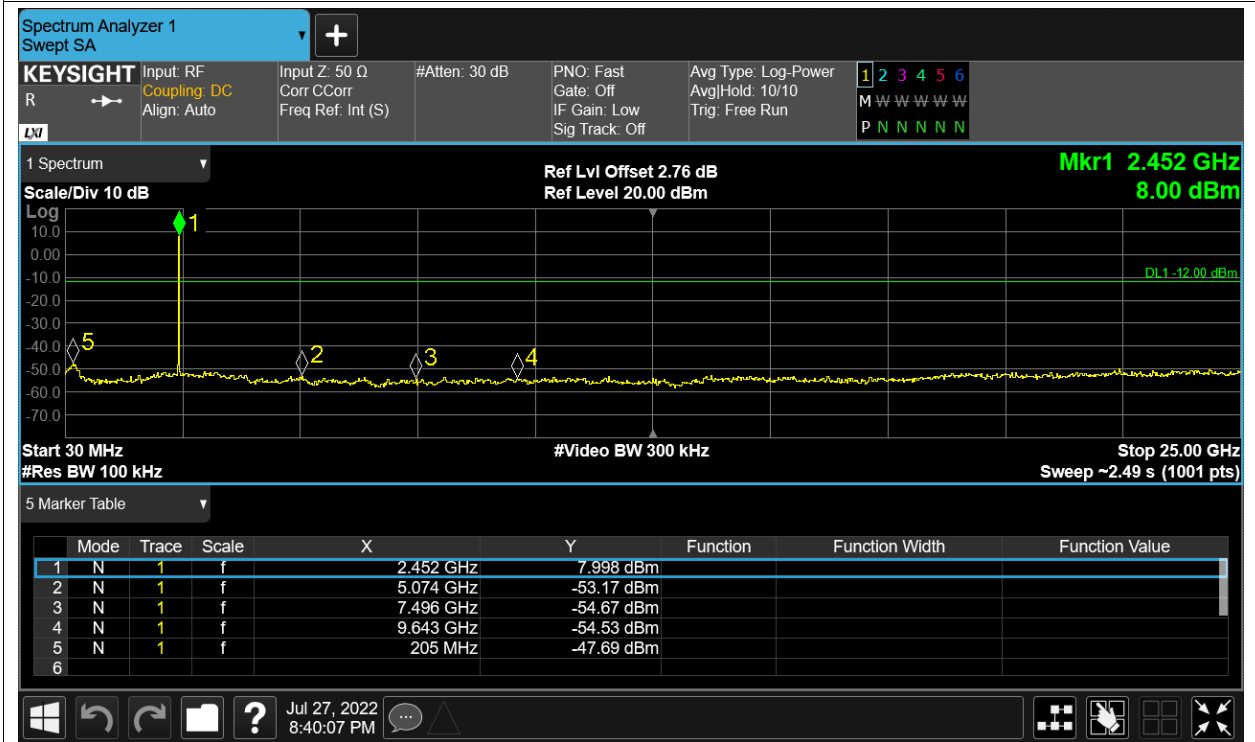 Spectrum Analyzer 1
Swept SA
+
KEYSIGHT Input: RF Input Z: 50 Ω #Atten: 30 dB PNO: Fast Avg Type: Log-Power 1 2 3 4 5 6
R Coupling: DC Corr CCorr Gate: Off Avg|Hold: 10/10 M W W W W W
Align: Auto Freq Ref: Int (S) IF Gain: Low Trig: Free Run
LXI Sig Track: Off P N N N N N
1 Spectrum Ref Lvl Offset 2.76 dB Mkr1 2.452 GHz
Scale/Div 10 dB Ref Level 20.00 dBm 8.00 dBm
Log
1
10.0
0.00
-10.0 DL1 -12.00 dBm
-20.0
-30.0
-40.0 5 2 3 4
-50.0
-60.0
-70.0
Start 30 MHz #Video BW 300 kHz Stop 25.00 GHz
#Res BW 100 kHz Sweep ~2.49 s (1001 pts)
5 Marker Table
Mode Trace Scale X Y Function Function Width Function Value
1 N 1 f 2.452 GHz 7.998 dBm
2 N 1 f 5.074 GHz -53.17 dBm
3 N 1 f 7.496 GHz -54.67 dBm
4 N 1 f 9.643 GHz -54.53 dBm
5 N 1 f 205 MHz -47.69 dBm
6
? Jul 27, 2022
8:40:07 PM